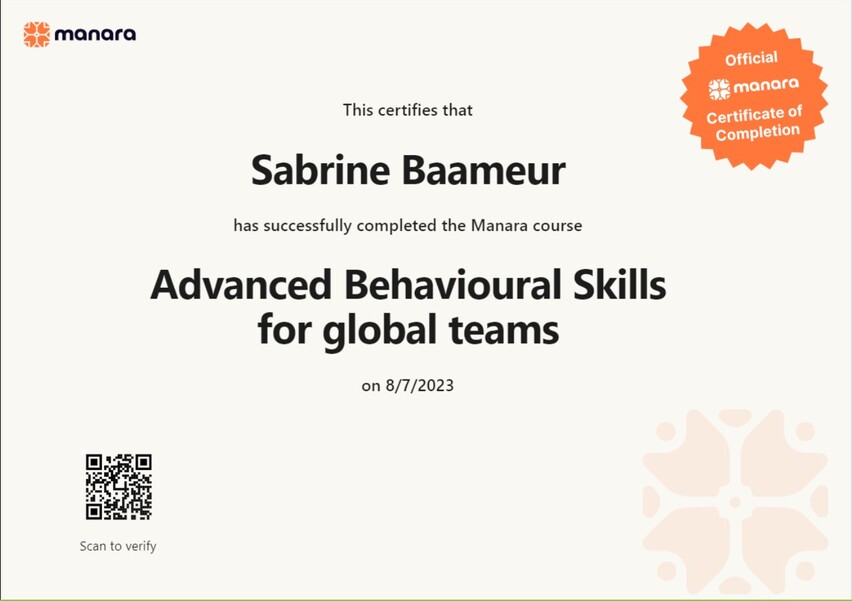 manara
Official
manara
Certificate of
Completion
This certifies that
Sabrine Baameur
has successfully completed the Manara course
Advanced Behavioural Skills
for global teams
on 8/7/2023
Scan to verify